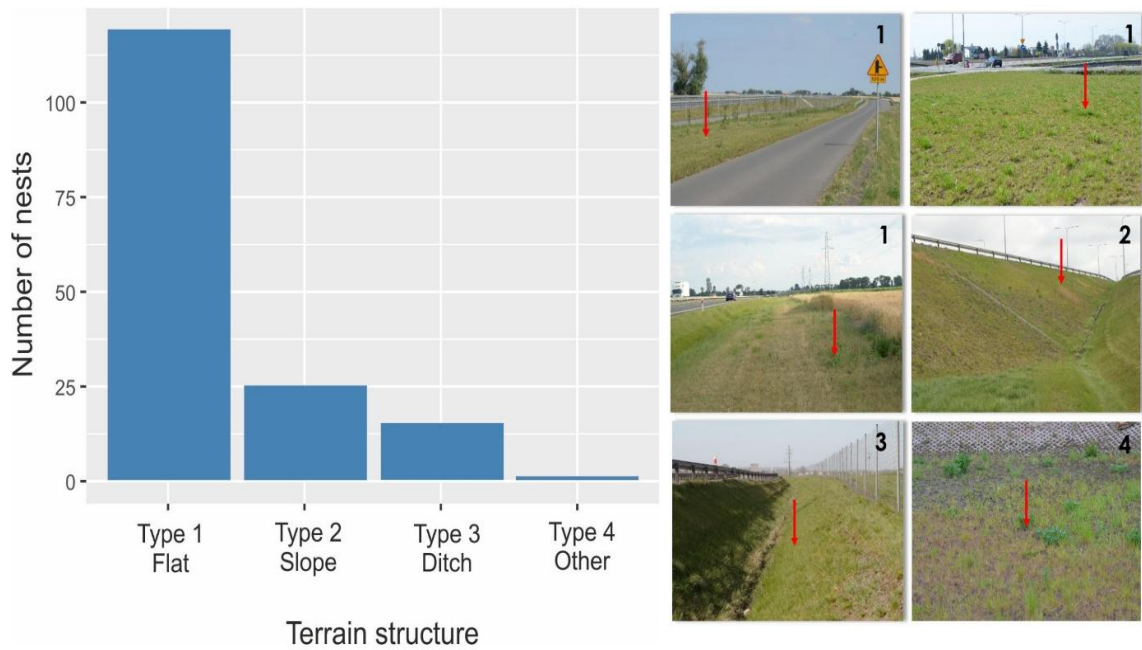 Number of nests
100
75
50
25
0
Type 1
Flat
Type 2
Slope
Type 3
Ditch
Type 4
Other
Terrain structure
1
1
1
2
3
4